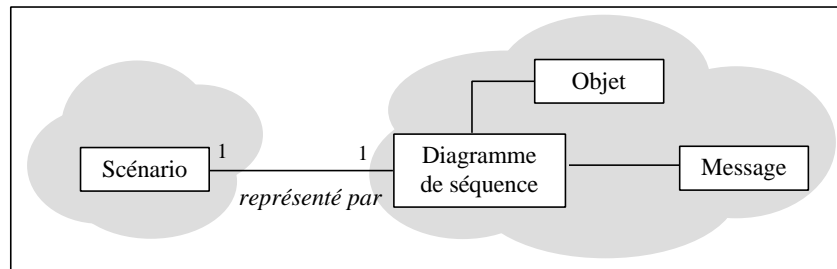 Objet
Scénario
1
1
représenté par
Diagramme
de séquence
Message